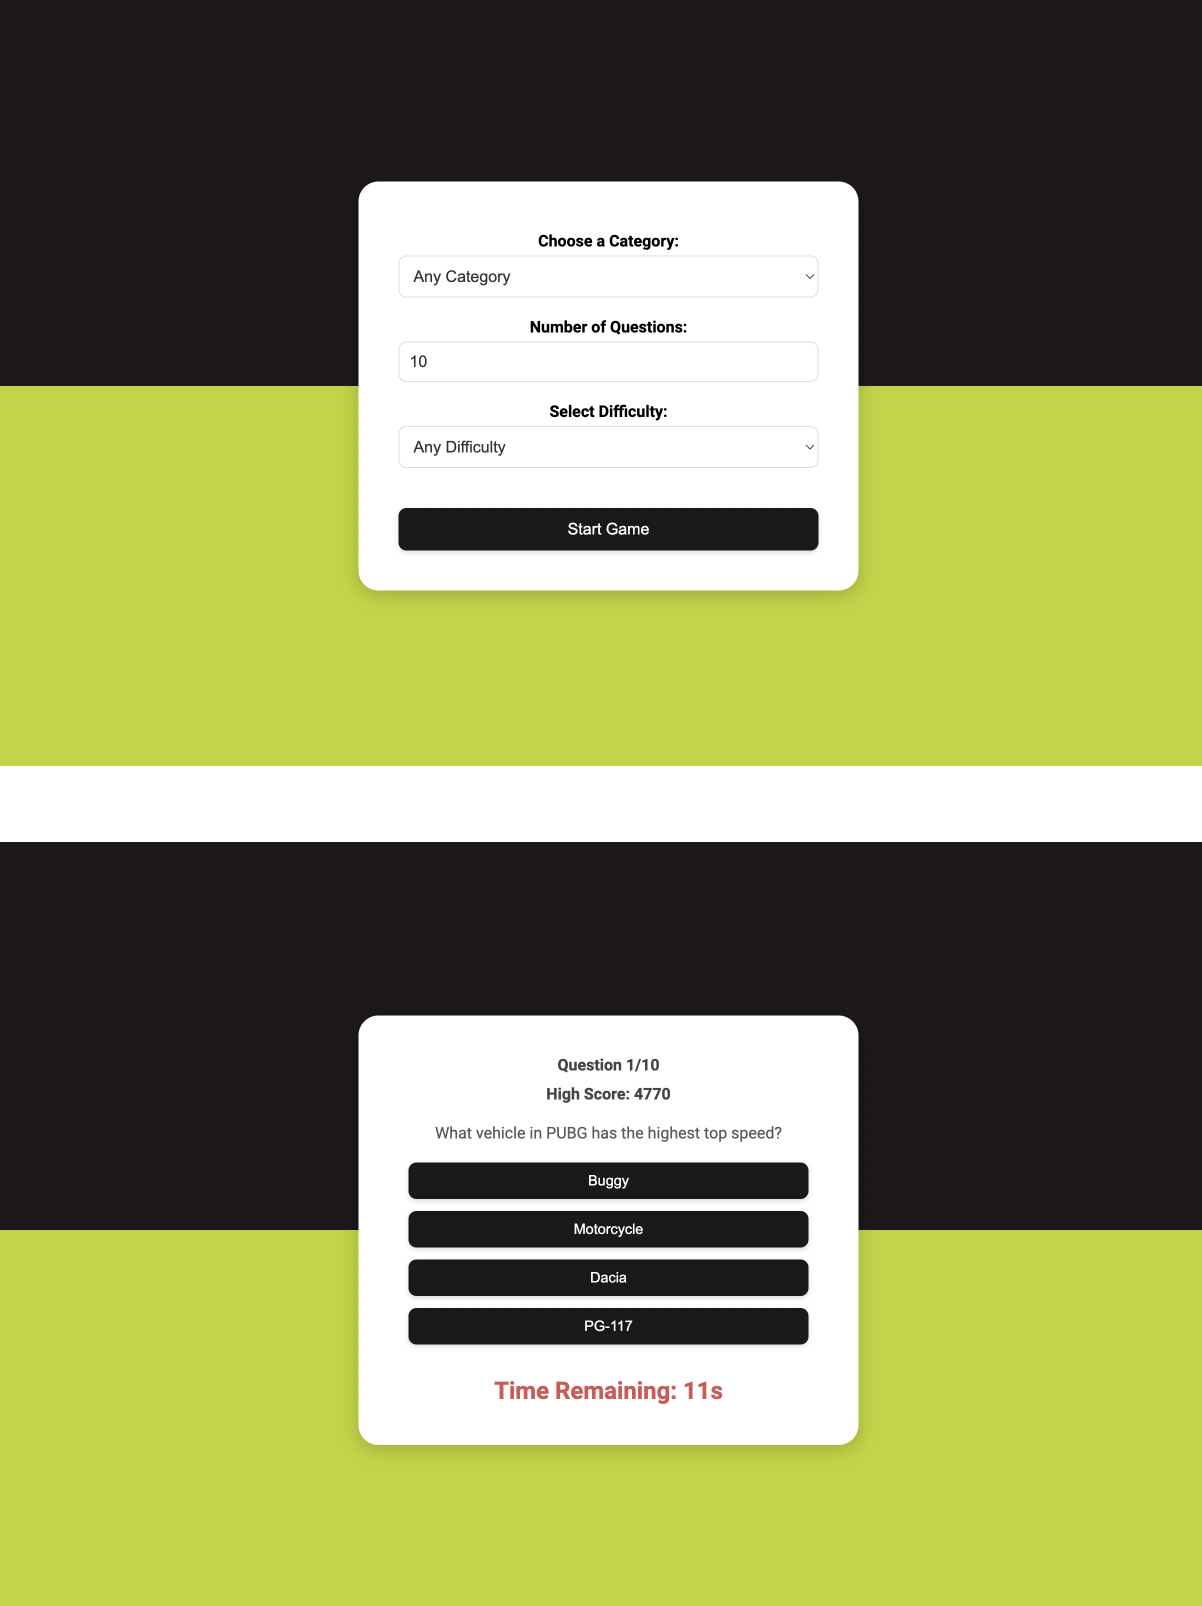 Choose a Category:
Any Category
Number of Questions:
10
Select Difficulty:
Any Difficulty
Start Game
Question 1/10
High Score: 4770
What vehicle in PUBG has the highest top speed?
Buggy
Motorcycle
Dacia
PG-117
Time Remaining: 11s